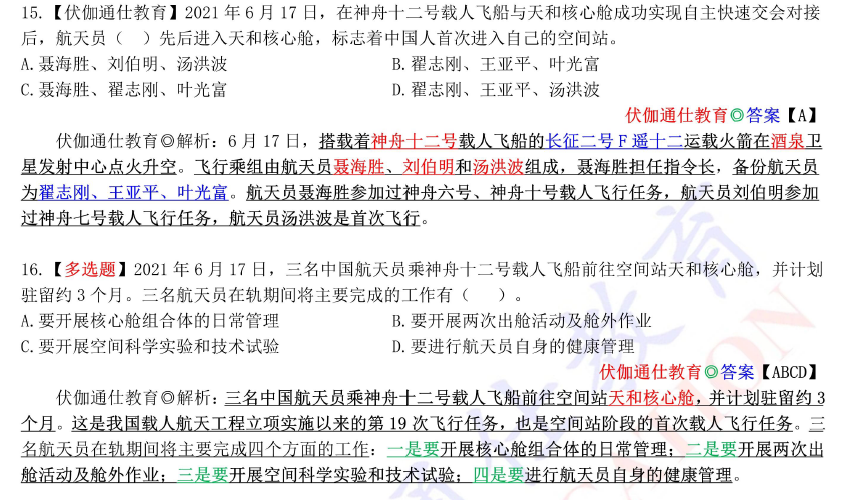 15.【伏伽通仕教育】2021 年 6 月 17 日，在神舟十二号载人飞船与天和核心舱成功实现自主快速交会对接
后，航天员（　）先后进入天和核心舱，标志着中国人首次进入自己的空间站。
A.聂海胜、刘伯明、汤洪波 B.翟志刚、王亚平、叶光富
C.聂海胜、翟志刚、叶光富 D.翟志刚、王亚平、汤洪波
伏伽通仕教育◎答案【A】
伏伽通仕教育◎解析：6 月 17 日，搭载着神舟十二号载人飞船的长征二号 F 遥十二运载火箭在酒泉卫
星发射中心点火升空。飞行乘组由航天员聂海胜、刘伯明和汤洪波组成，聂海胜担任指令长，备份航天员
为翟志刚、王亚平、叶光富。航天员聂海胜参加过神舟六号、神舟十号载人飞行任务，航天员刘伯明参加
过神舟七号载人飞行任务，航天员汤洪波是首次飞行。
16.【多选题】2021 年 6 月 17 日，三名中国航天员乘神舟十二号载人飞船前往空间站天和核心舱，并计划
驻留约 3 个月。三名航天员在轨期间将主要完成的工作有（　）。
A.要开展核心舱组合体的日常管理 B.要开展两次出舱活动及舱外作业
C.要开展空间科学实验和技术试验 D.要进行航天员自身的健康管理
伏伽通仕教育◎答案【ABCD】
伏伽通仕教育◎解析：三名中国航天员乘神舟十二号载人飞船前往空间站天和核心舱，并计划驻留约 3
个月。这是我国载人航天工程立项实施以来的第 19 次飞行任务，也是空间站阶段的首次载人飞行任务。三
名航天员在轨期间将主要完成四个方面的工作：一是要开展核心舱组合体的日常管理；二是要开展两次出
舱活动及舱外作业；三是要开展空间科学实验和技术试验；四是要进行航天员自身的健康管理。